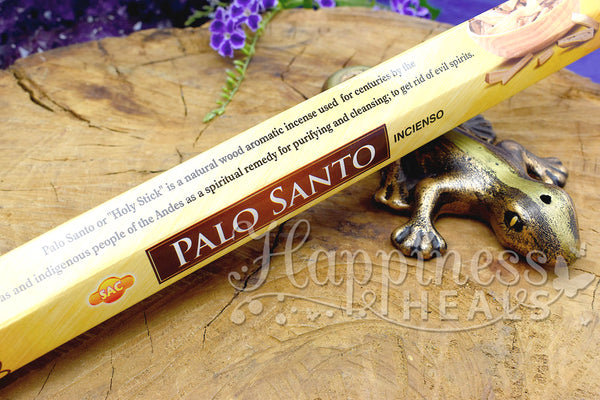 Palo Santo or "Holy Stick" is a natural wood aromatic incense used for centuries by the
as and indigenous people of the Andes as a spiritual remedy for purifying and cleansing; to get rid of evil spirits.
PALO SANTO
INCIENSO
SAC
Happiness
HEALS